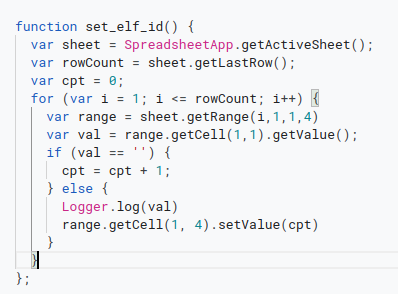 function set_elf_id() {
  var sheet = SpreadsheetApp.getActiveSheet();
  var rowCount = sheet.getLastRow();
  var cpt = 0;
  for (var i = 1; i <= rowCount; i++) {
    var range = sheet.getRange(i,1,1,4)
    var val = range.getCell(1,1).getValue();
    if (val == '') {
      cpt = cpt + 1;
    } else {
      Logger.log(val)
      range.getCell(1, 4).setValue(cpt)
    }
  }
};